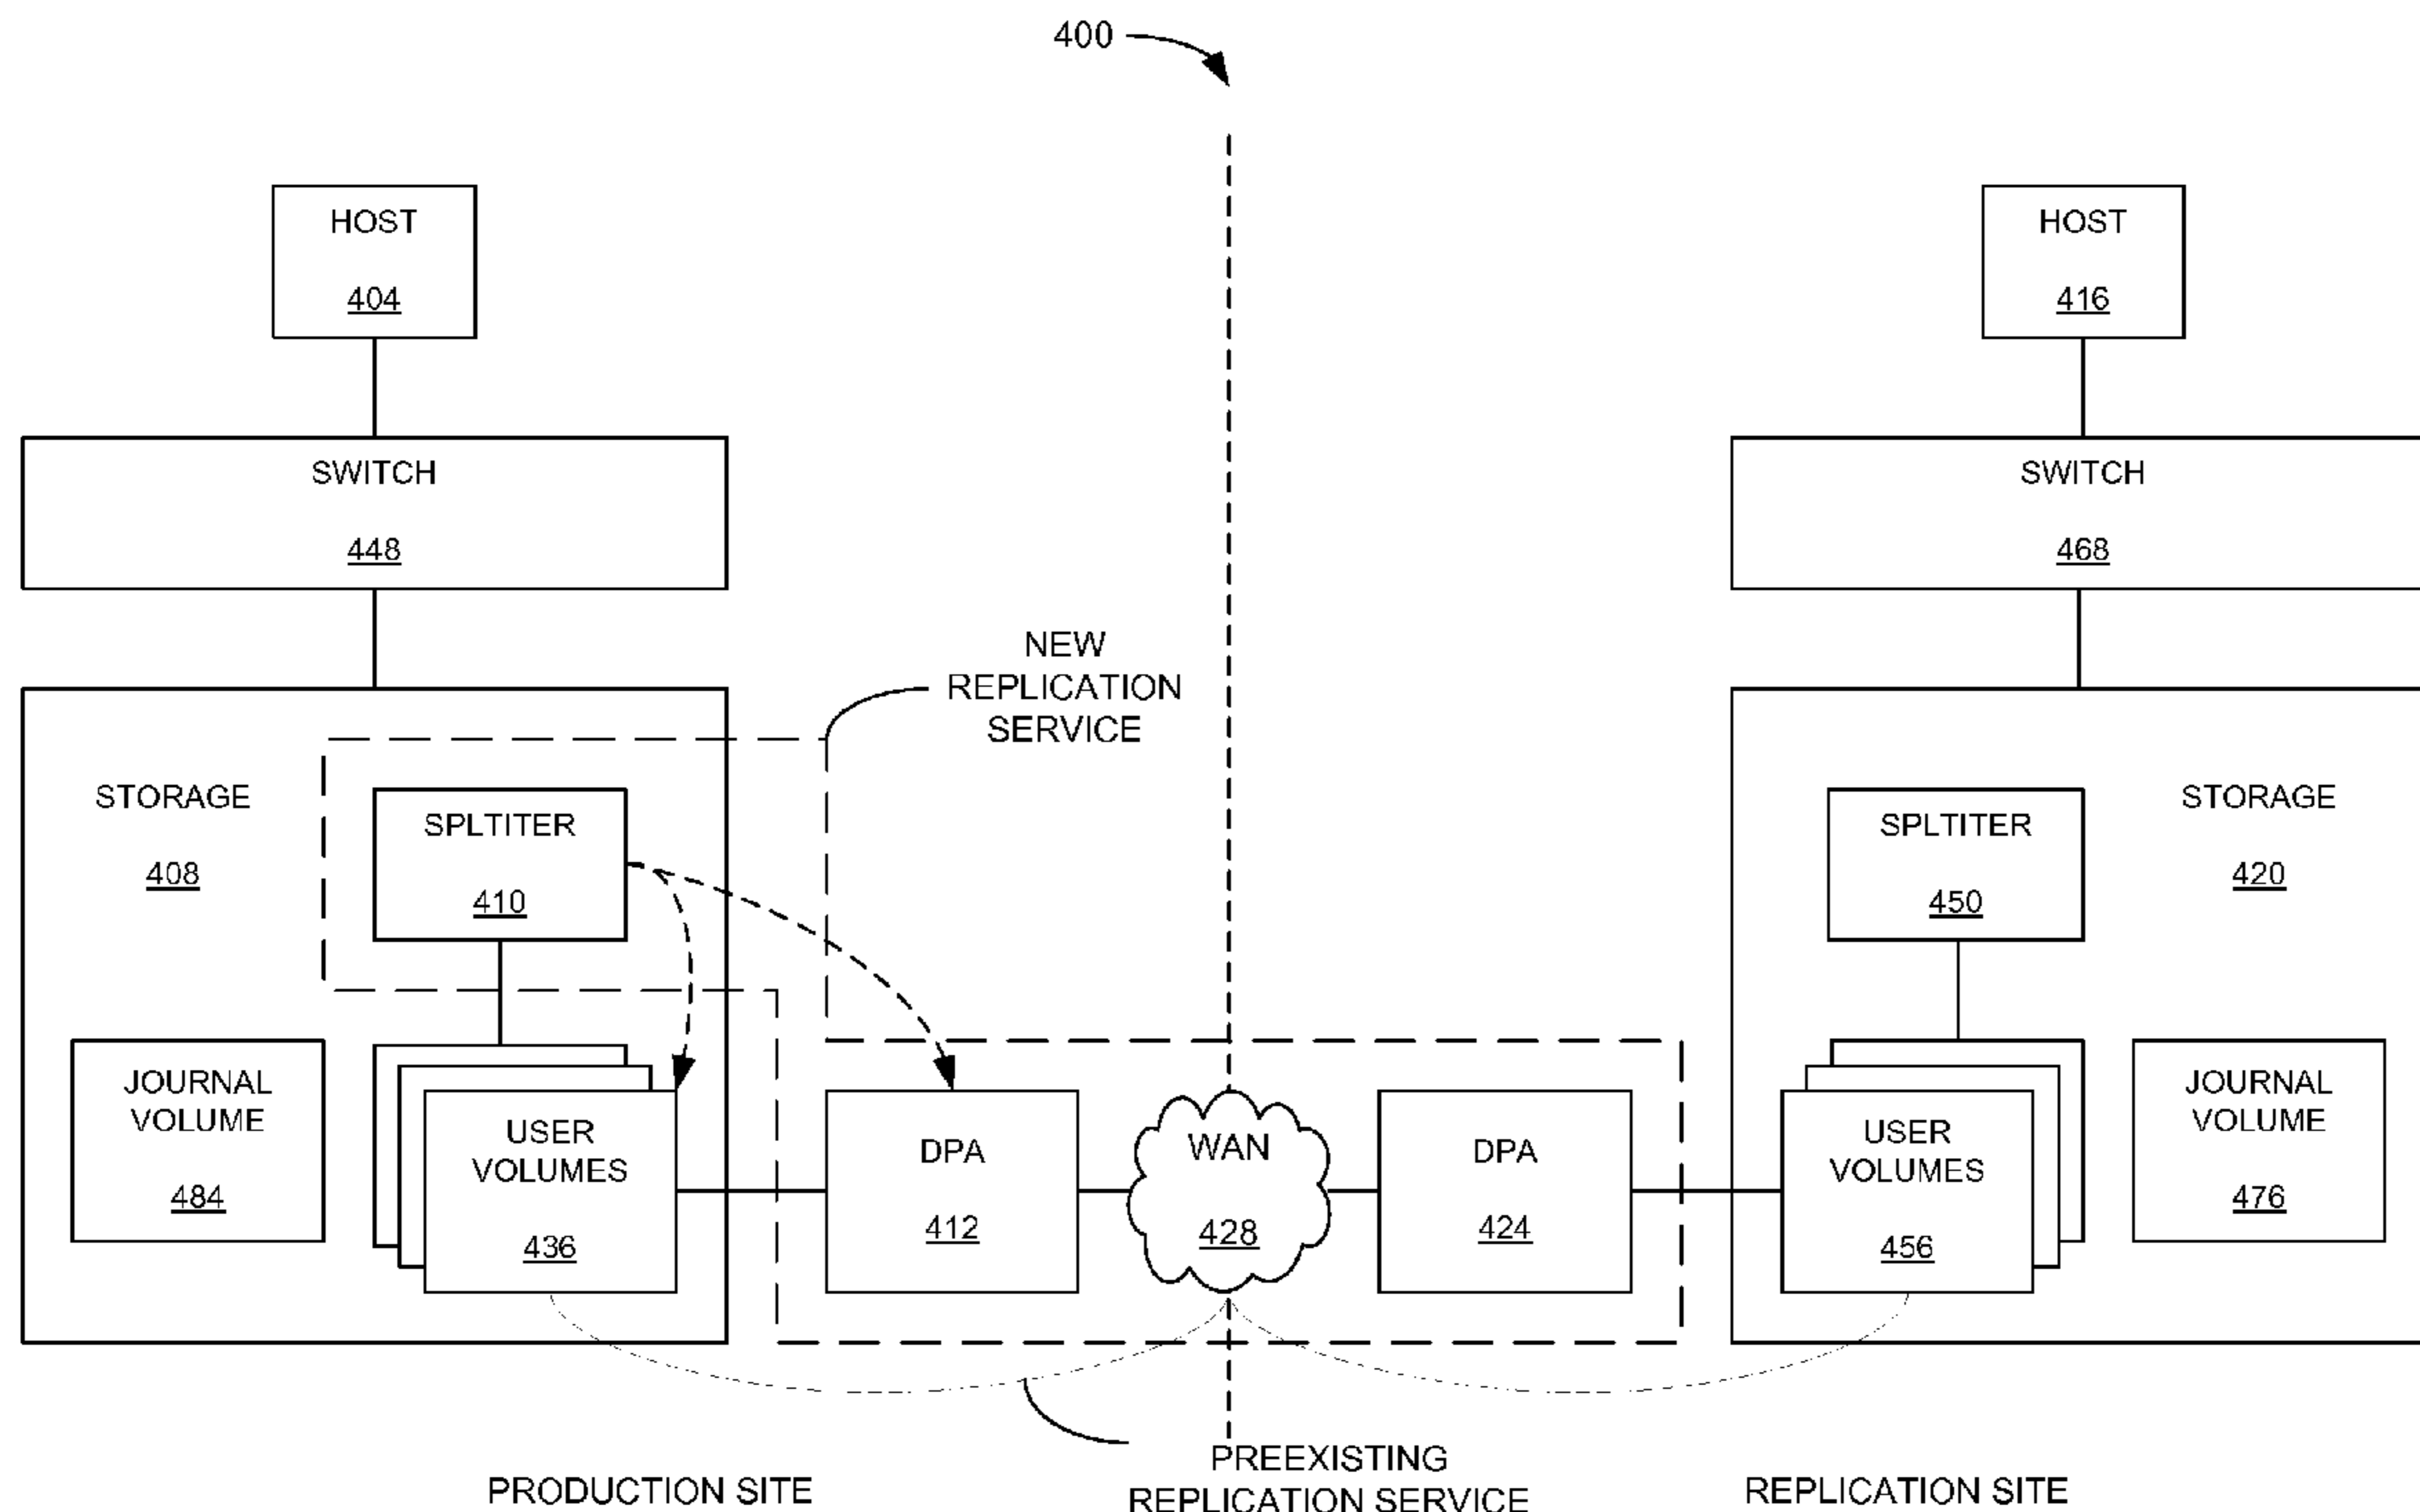 400
HOST
404
HOST
416
SWITCH
448
SWITCH
468
NEW
REPLICATION
SERVICE
STORAGE
408
SPLTITER
410
SPLTITER
450
STORAGE
420
JOURNAL
VOLUME
484
USER
VOLUMES
436
DPA
412
WAN
428
DPA
424
USER
VOLUMES
456
JOURNAL
VOLUME
476
PRODUCTION SITE
PREEXISTING
REPLICATION SERVICE
REPLICATION SITE